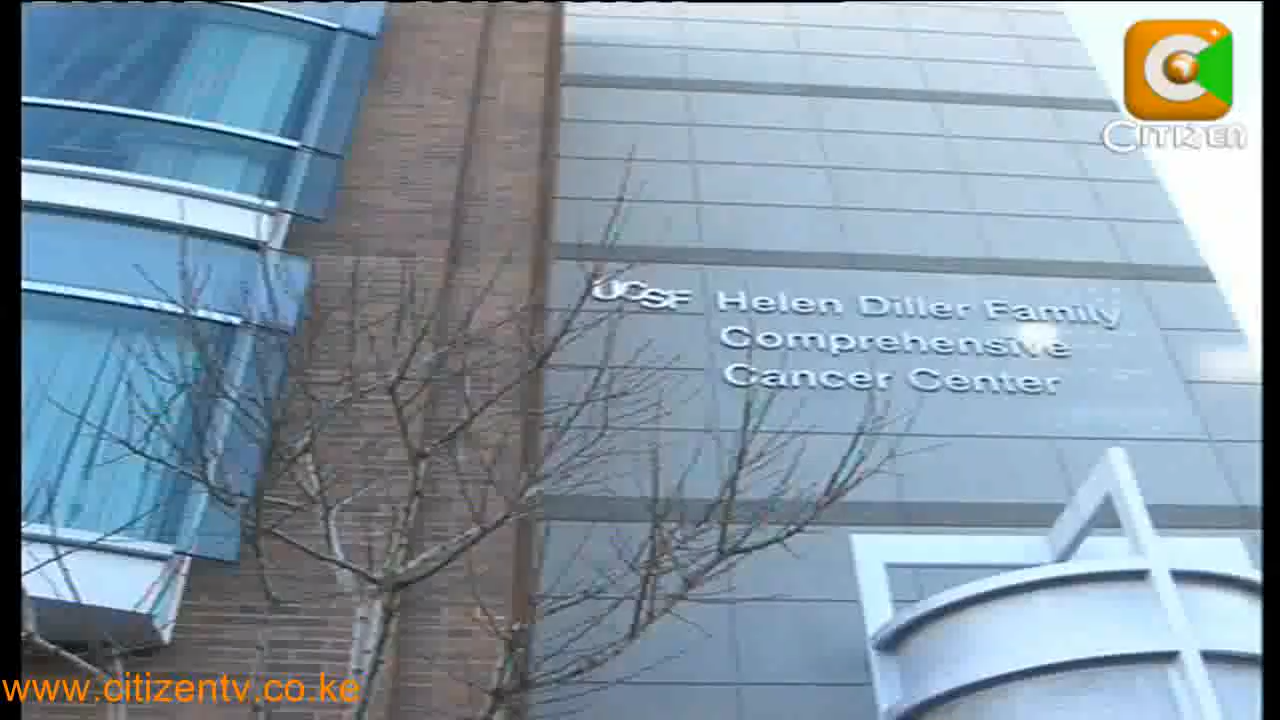 CITIZEN
UCSF Helen Diller Family
Comprehensive
Cancer Center
www.citizentv.co.ke